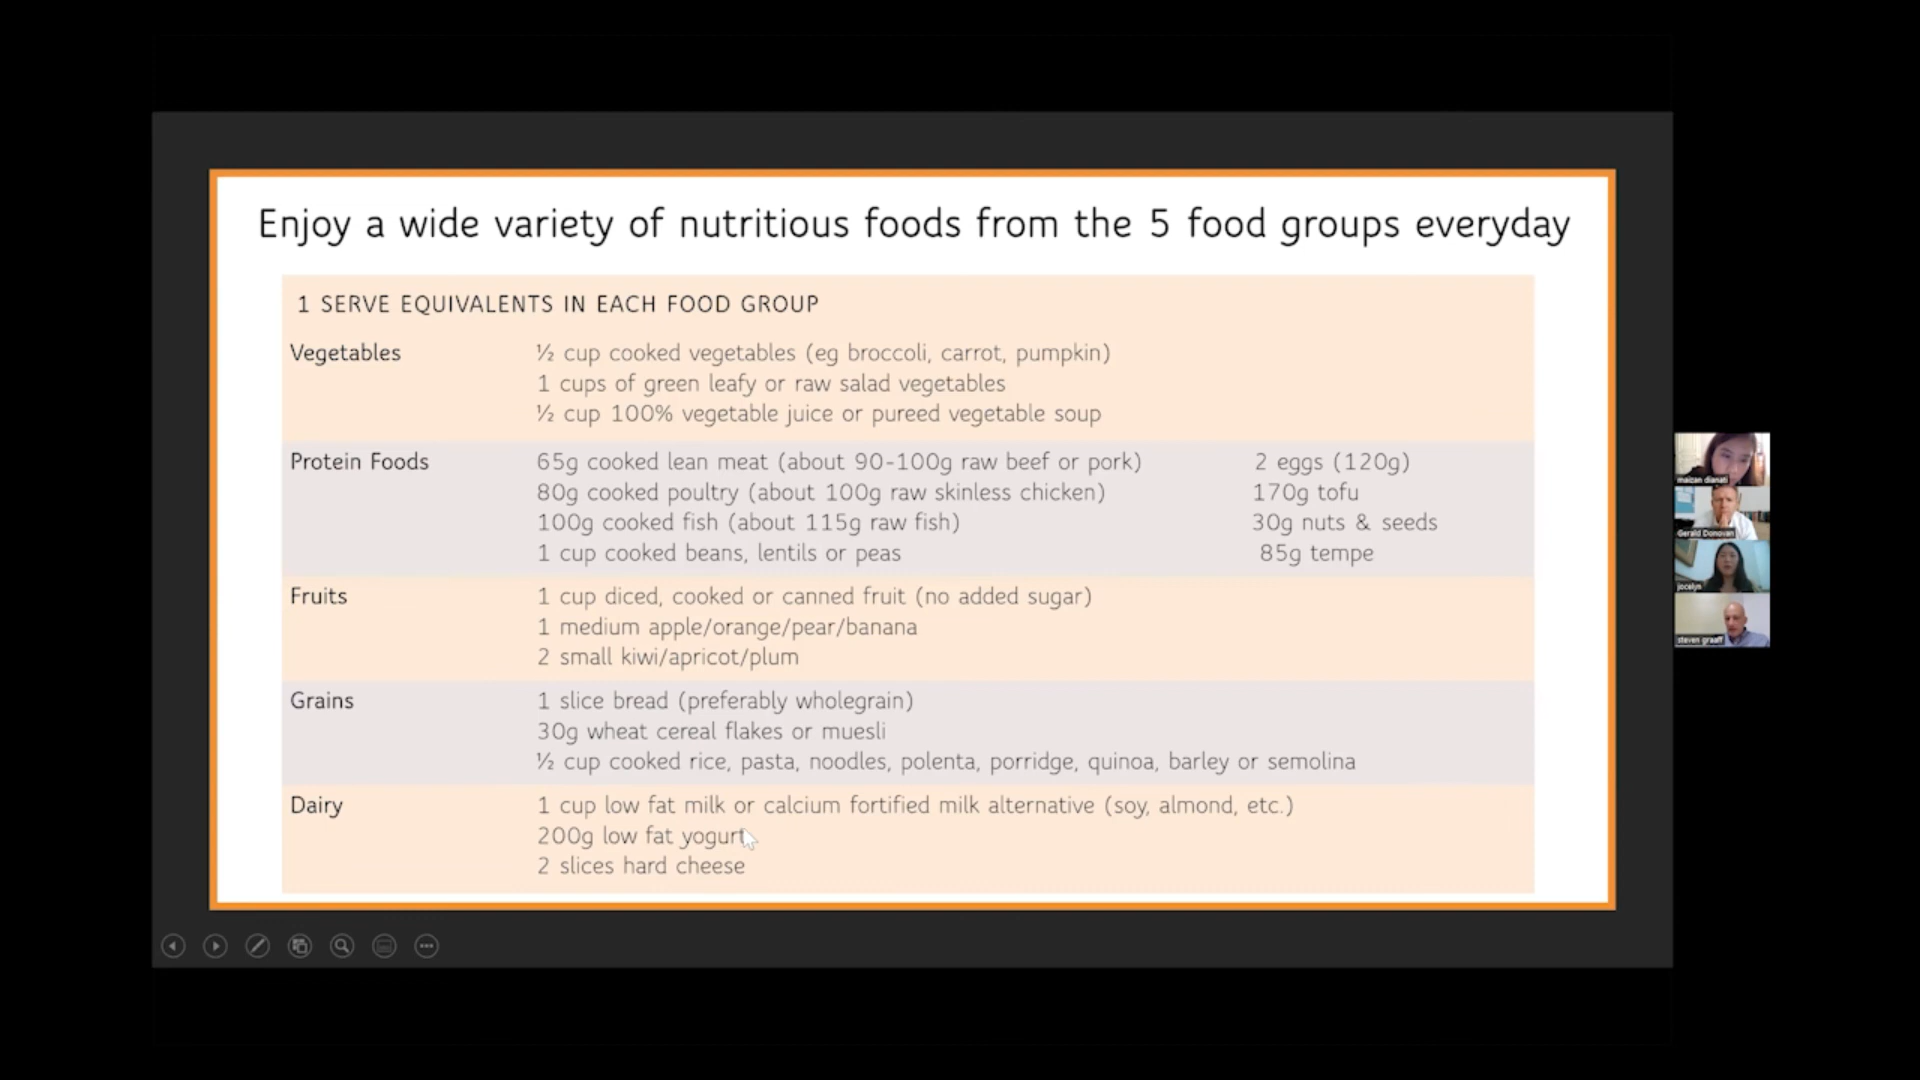 Enjoy a wide variety of nutritious foods from the 5 food groups everyday
1 SERVE EQUIVALENTS IN EACH FOOD GROUP
Vegetables
½ cup cooked vegetables (eg broccoli, carrot, pumpkin)
1 cups of green leafy or raw salad vegetables
½ cup 100% vegetable juice or pureed vegetable soup
Protein Foods
65g cooked lean meat (about 90-100g raw beef or pork)
80g cooked poultry (about 100g raw skinless chicken)
100g cooked fish (about 115g raw fish)
1 cup cooked beans, lentils or peas
2 eggs (120g)
170g tofu
30g nuts & seeds
85g tempe
Fruits
1 cup diced, cooked or canned fruit (no added sugar)
1 medium apple/orange/pear/banana
2 small kiwi/apricot/plum
Grains
1 slice bread (preferably wholegrain)
30g wheat cereal flakes or muesli
½ cup cooked rice, pasta, noodles, polenta, porridge, quinoa, barley or semolina
Dairy
1 cup low fat milk or calcium fortified milk alternative (soy, almond, etc.)
200g low fat yogurt
2 slices hard cheese
maizan dianati
Gerald Donovan
jocelyn
steven graaff